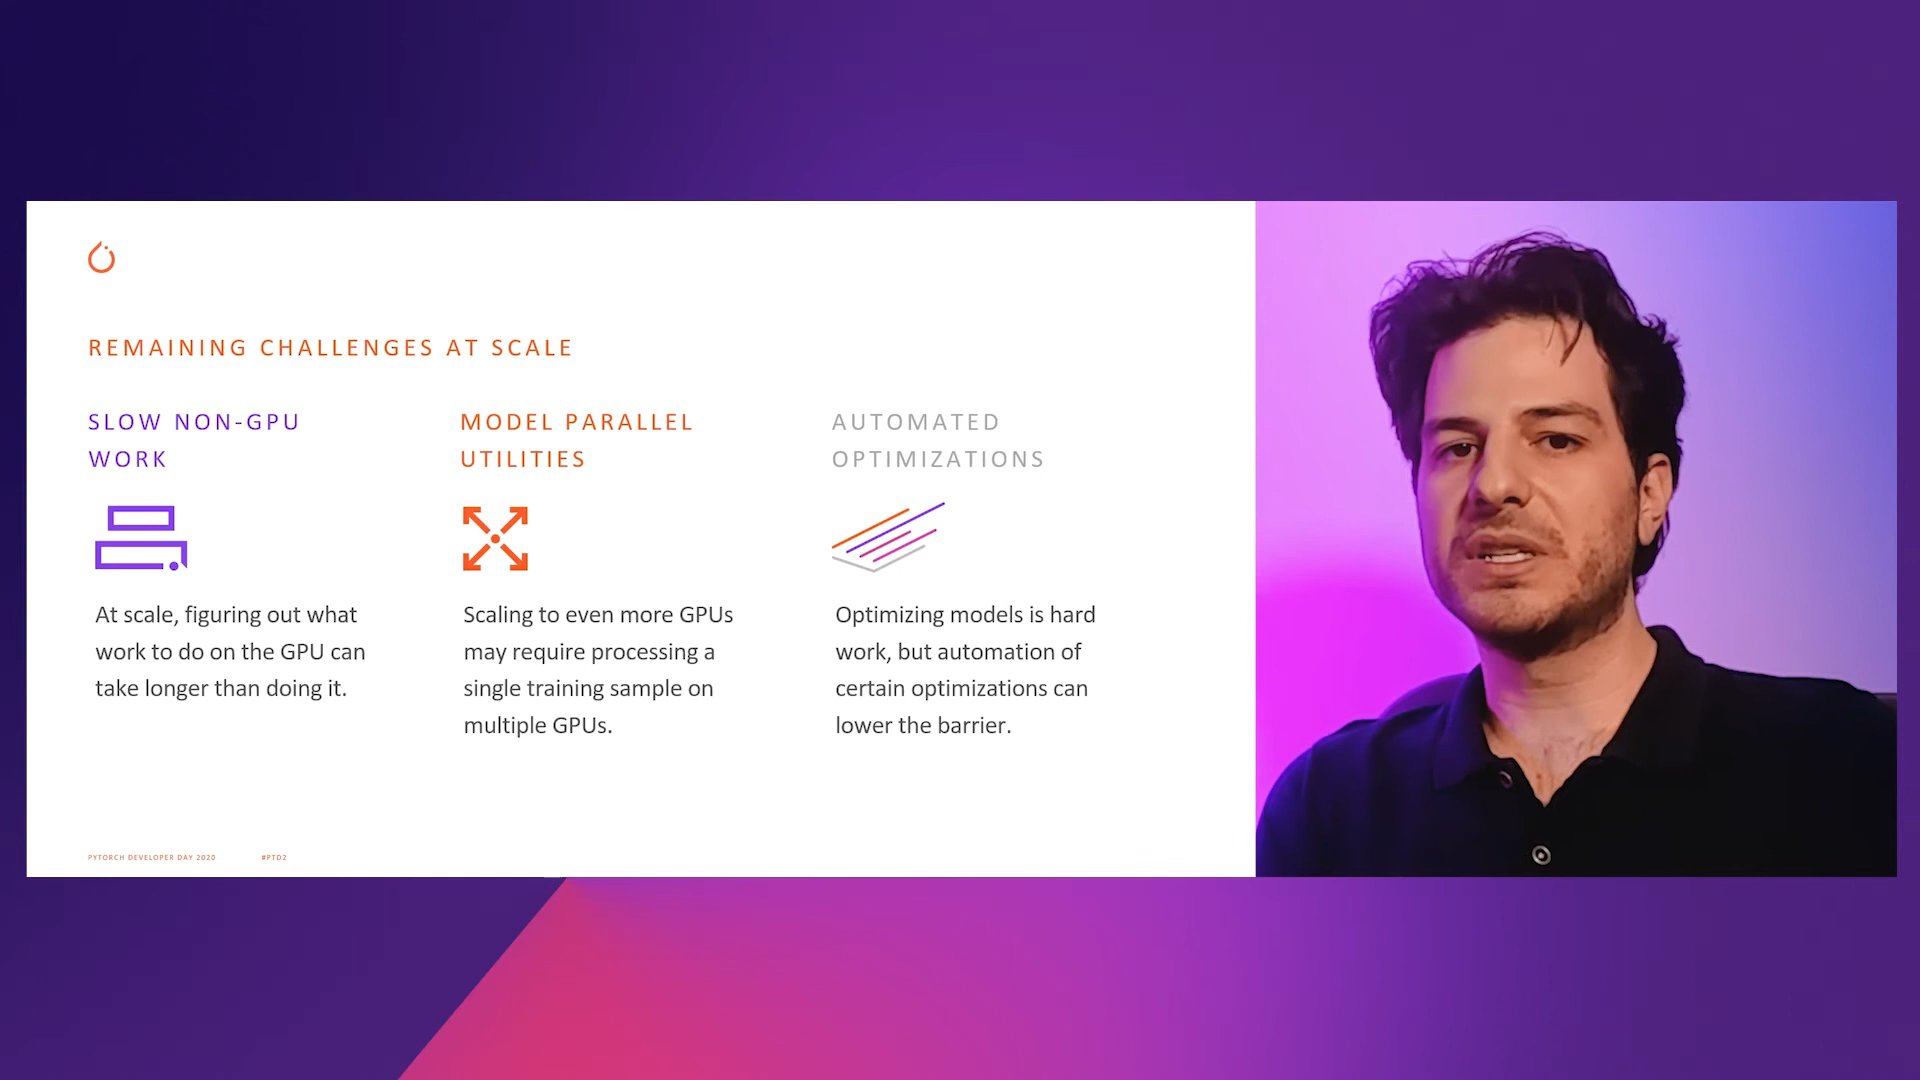 REMAINING CHALLENGES AT SCALE
SLOW NON-GPU
WORK
At scale, figuring out what
work to do on the GPU can
take longer than doing it.
MODEL PARALLEL
UTILITIES
Scaling to even more GPUs
may require processing a
single training sample on
multiple GPUs.
AUTOMATED
OPTIMIZATIONS
Optimizing models is hard
work, but automation of
certain optimizations can
lower the barrier.
PYTORCH DEVELOPER DAY 2020
#PTD2